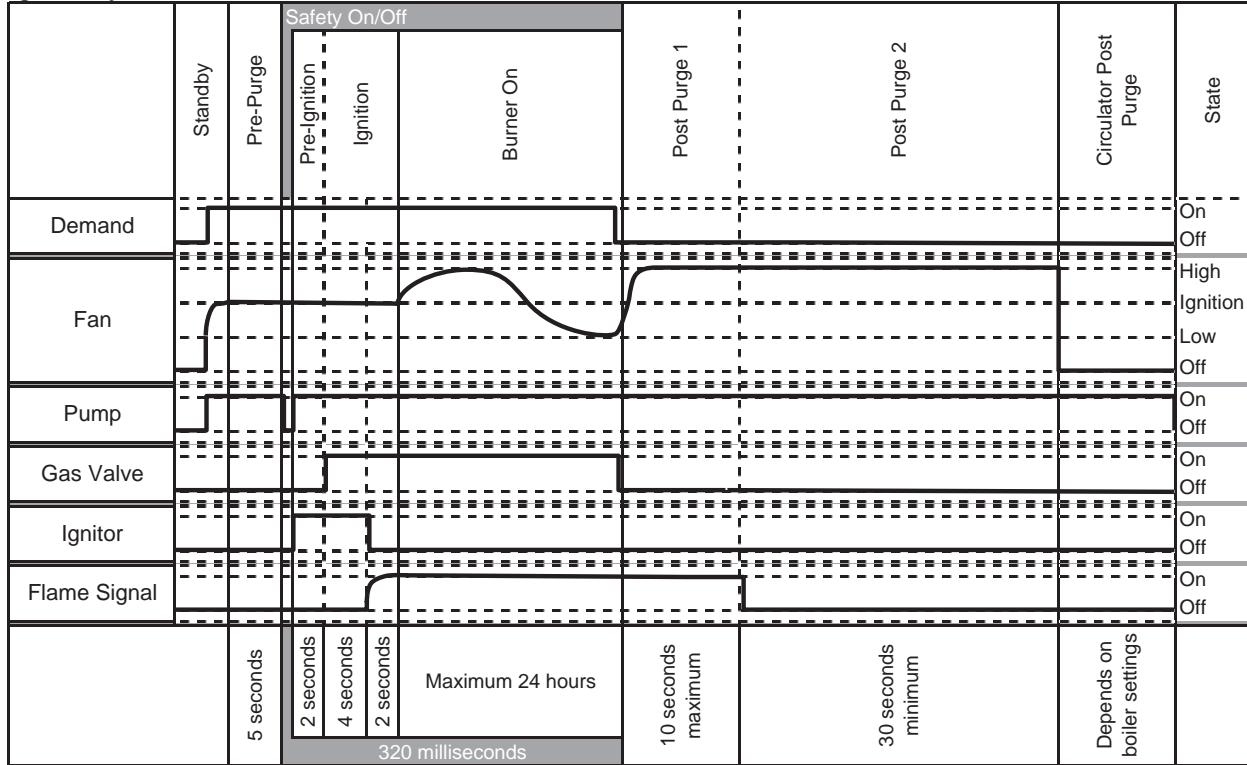 Safety On/Off
Standby
Pre-Purge
Pre-Ignition
Ignition
Burner On
Post Purge 1
Post Purge 2
Circulator Post
Purge
State
Demand
On
Off
Fan
High
Ignition
Low
Off
Pump
On
Off
Gas Valve
On
Off
Ignitor
On
Off
Flame Signal
On
Off
5 seconds
2 seconds
4 seconds
2 seconds
Maximum 24 hours
10 seconds
maximum
30 seconds
minimum
Depends on
boiler settings
320 milliseconds